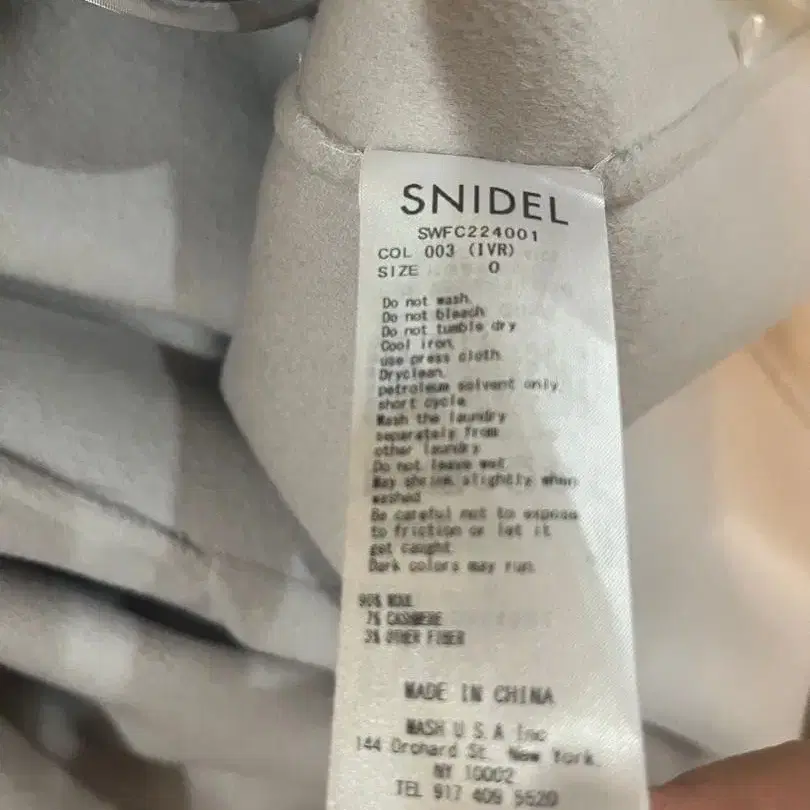 SNIDEL
SWFC224001
COL 003 (IVR)
SIZE 0
Do not wash.
Do not bleach
Do not tumble dry
Cool iron.
use press cloth.
Dryclean.
petroleum solvent only.
short cycle.
Wash the laundry
separately from
other laundry
Do not leave wet
May shrink slightly when
washed
Be careful not to expose
to friction or let it
get caught
Dark colors may run.
90% WOOL
7% CASHMERE
3% OTHER FIBER
MADE IN CHINA
MASH U.S.A Inc
144 Orchard St. New York.
NY 10002
TEL 917 409 5520